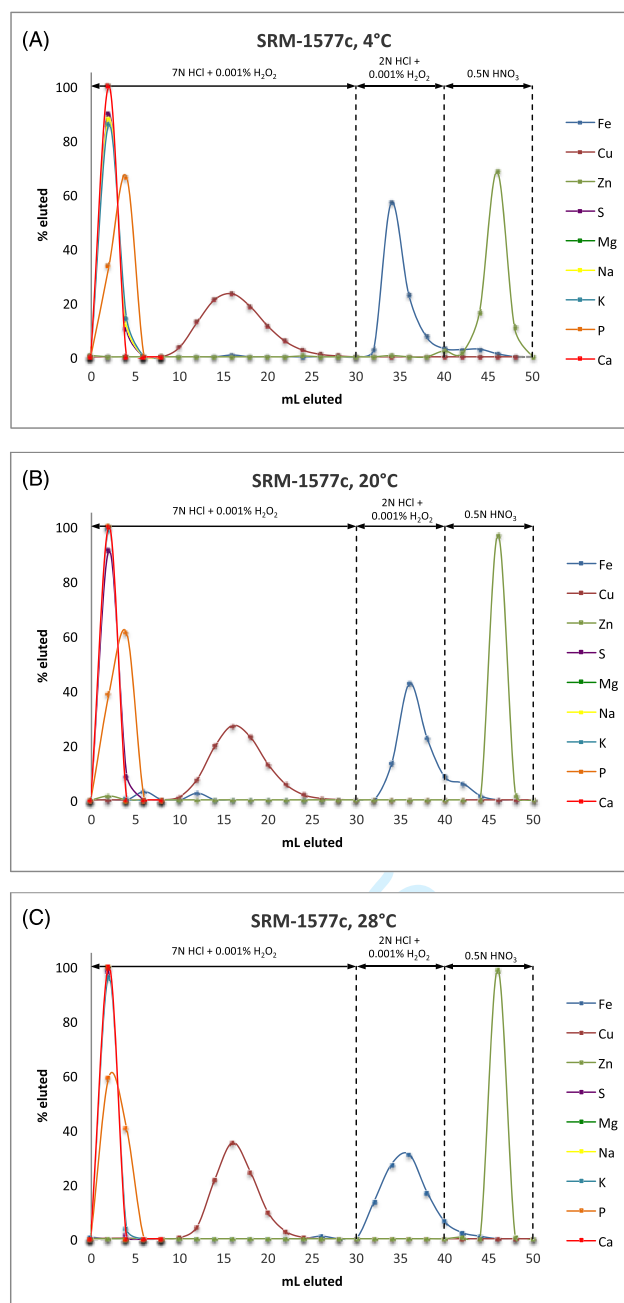 (A)
SRM-1577c, 4°C
7N HCl + 0.001% H₂O₂
2N HCl +
0.001% H₂O₂
0.5N HNO₃
100
80
60
40
20
0
% eluted
0 5 10 15 20 25 30 35 40 45 50
mL eluted
Fe
Cu
Zn
S
Mg
Na
K
P
Ca
(B)
SRM-1577c, 20°C
7N HCl + 0.001% H₂O₂
2N HCl +
0.001% H₂O₂
0.5N HNO₃
100
80
60
40
20
0
% eluted
0 5 10 15 20 25 30 35 40 45 50
mL eluted
Fe
Cu
Zn
S
Mg
Na
K
P
Ca
(C)
SRM-1577c, 28°C
7N HCl + 0.001% H₂O₂
2N HCl +
0.001% H₂O₂
0.5N HNO₃
100
80
60
40
20
0
% eluted
0 5 10 15 20 25 30 35 40 45 50
mL eluted
Fe
Cu
Zn
S
Mg
Na
K
P
Ca